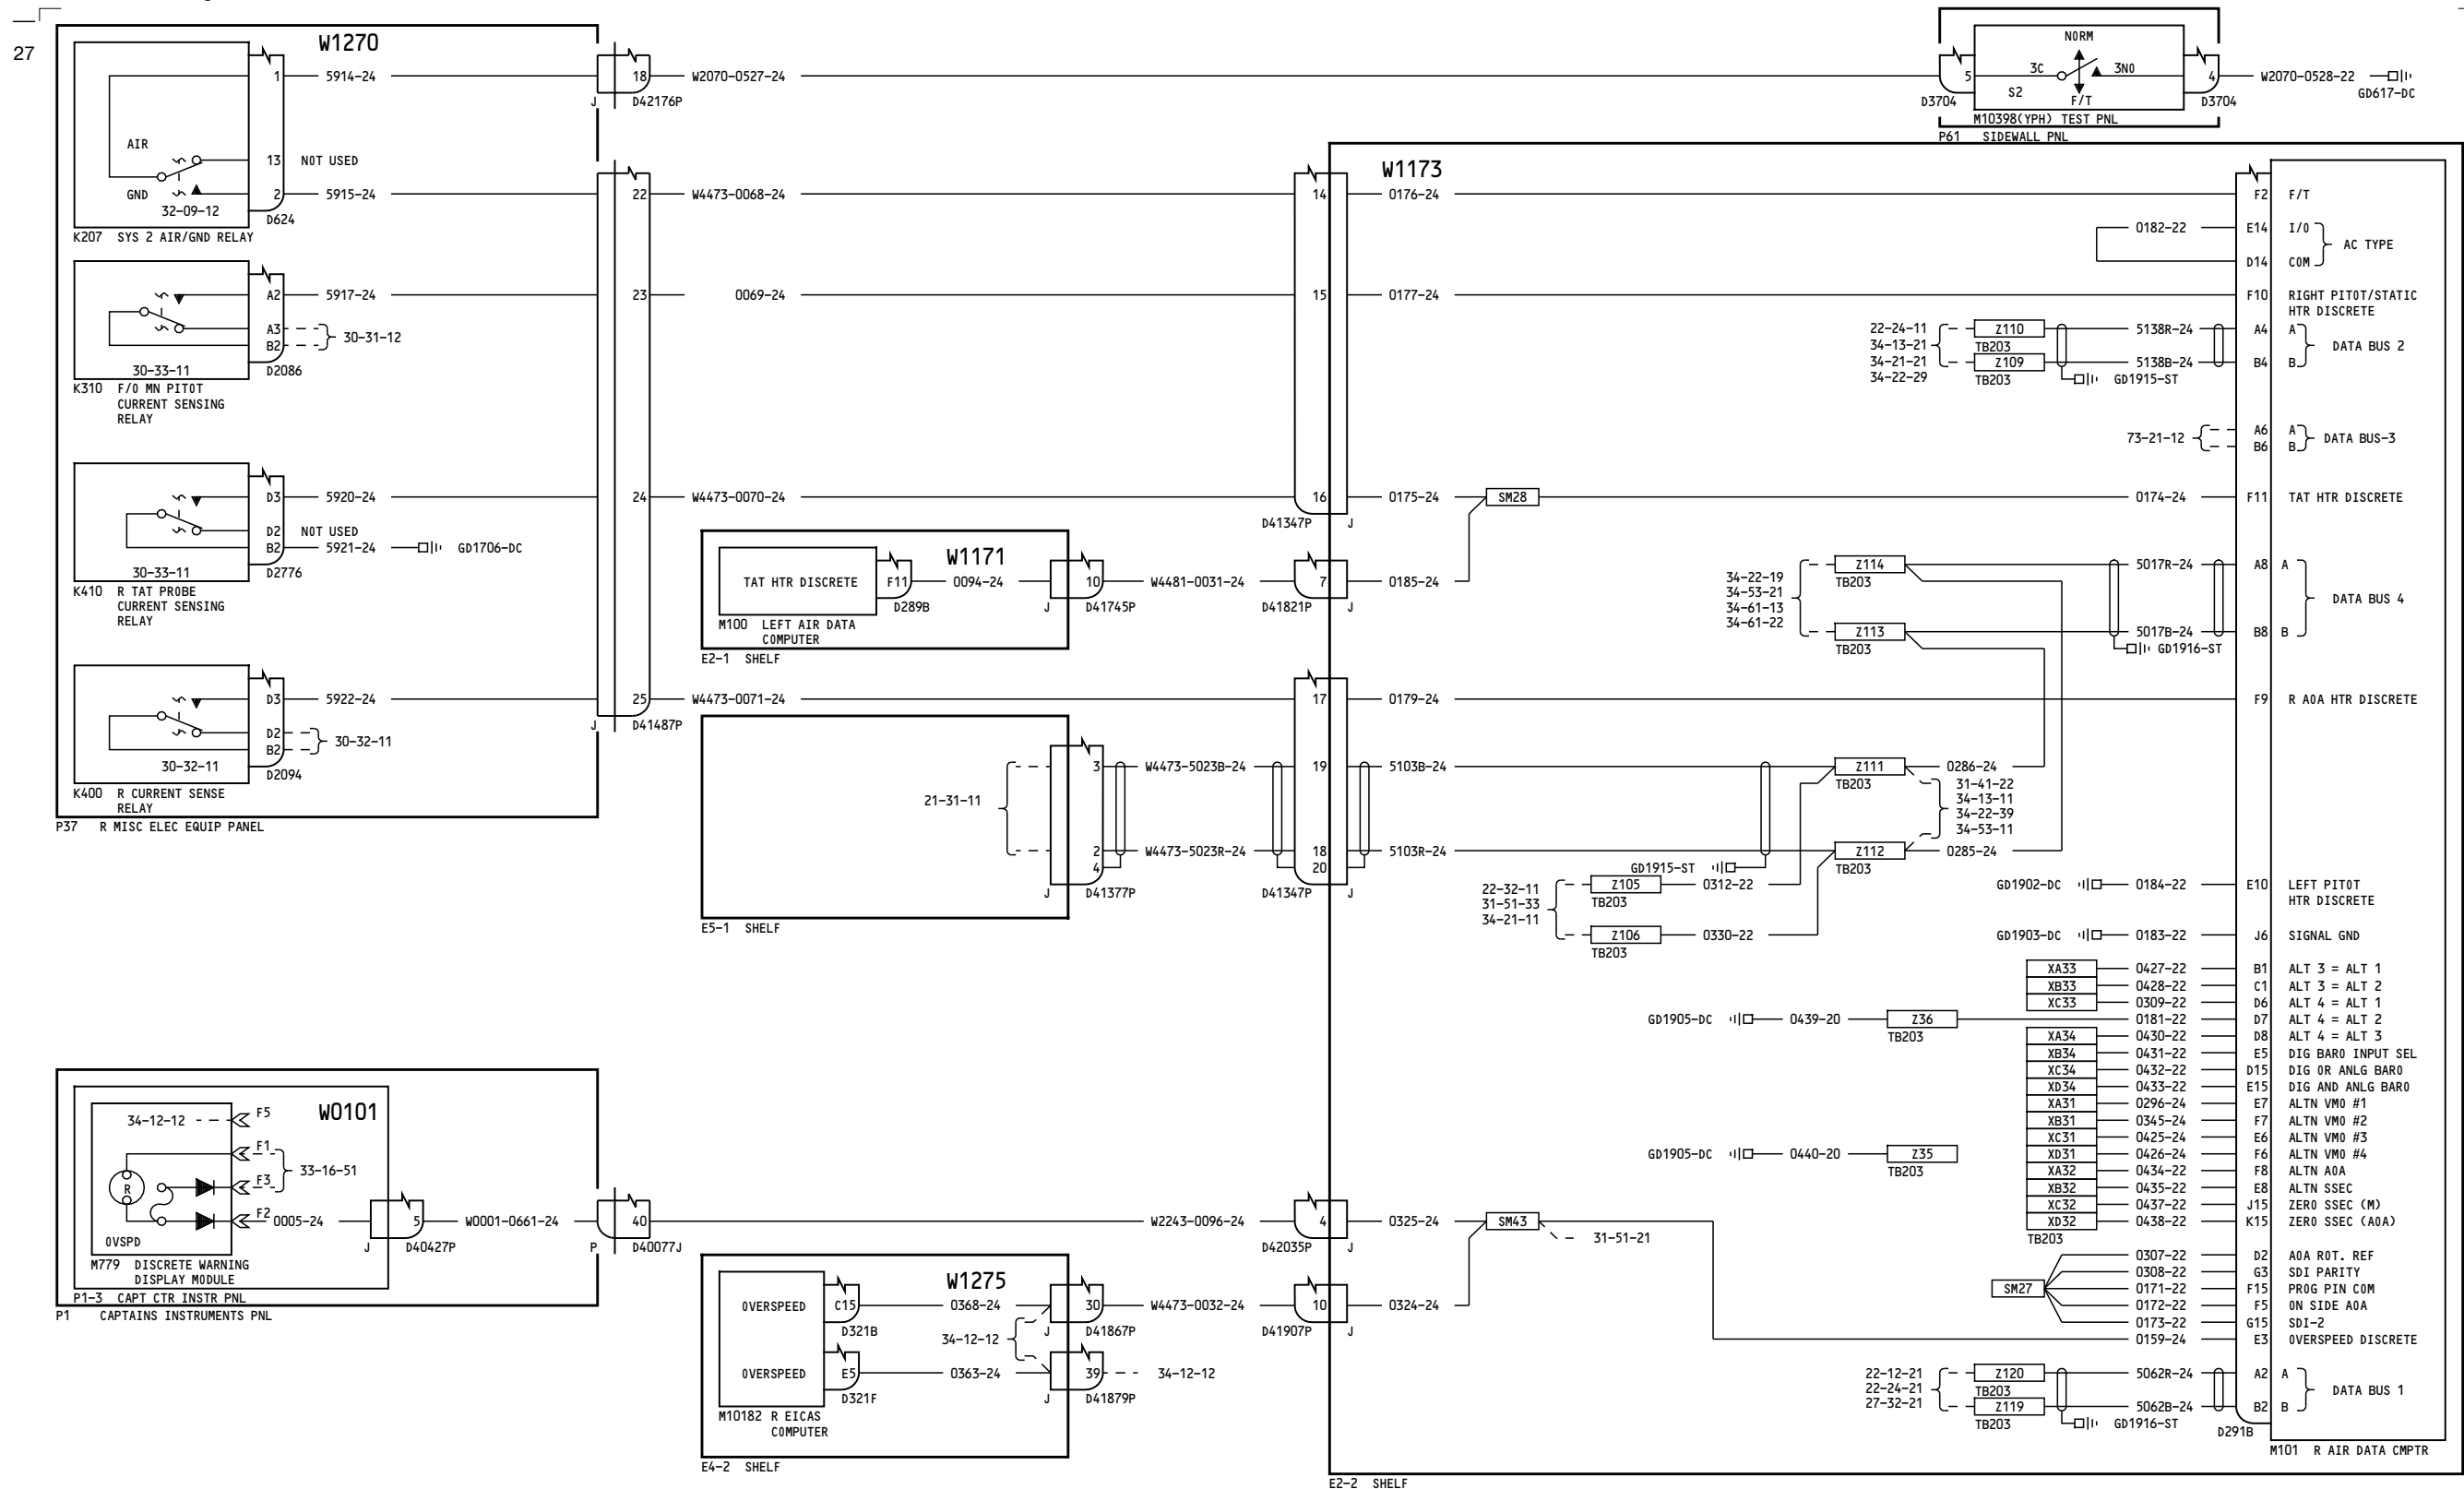 27
W1270
1 5914-24 18 W2070-0527-24
J D42176P
AIR
13 NOT USED
GND 2 5915-24 22 W4473-0068-24 14 0176-24
32-09-12
D624
K207 SYS 2 AIR/GND RELAY
NORM
5 3C 3NO 4 W2070-0528-22
D3704 S2 F/T D3704 GD617-DC
M10398(YPH) TEST PNL
P61 SIDEWALL PNL
W1173
F2 F/T
0182-22 E14 I/O
AC TYPE
D14 COM
A2 5917-24 23 0069-24 15 0177-24 F10 RIGHT PITOT/STATIC
HTR DISCRETE
A3
B2 30-31-12
30-33-11 D2086
K310 F/O MN PITOT
CURRENT SENSING
RELAY
22-24-11
34-13-21
34-21-21
34-22-29
Z110 5138R-24 A4 A
TB203
DATA BUS 2
Z109 5138B-24 B4 B
TB203 GD1915-ST
73-21-12 A6 A
B6 B DATA BUS-3
D3 5920-24 24 W4473-0070-24 16 0175-24 SM28 0174-24 F11 TAT HTR DISCRETE
D41347P J
D2 NOT USED
B2 5921-24 GD1706-DC
30-33-11 D2776
K410 R TAT PROBE
CURRENT SENSING
RELAY
W1171
TAT HTR DISCRETE F11 0094-24 10 W4481-0031-24 7 0185-24
D289B J D41745P D41821P J
M100 LEFT AIR DATA
COMPUTER
E2-1 SHELF
34-22-19
34-53-21
34-61-13
34-61-22
Z114 5017R-24 A8 A
TB203
DATA BUS 4
Z113 5017B-24 B8 B
TB203 GD1916-ST
D3 5922-24 25 W4473-0071-24 17 0179-24 F9 R AOA HTR DISCRETE
J D41487P
D2
B2 30-32-11
30-32-11 D2094
K400 R CURRENT SENSE
RELAY
P37 R MISC ELEC EQUIP PANEL
21-31-11
3 W4473-5023B-24 19 5103B-24 Z111 0286-24
TB203
31-41-22
34-13-11
34-22-39
34-53-11
2 W4473-5023R-24 18 5103R-24 Z112 0285-24
4 20 GD1915-ST TB203
J D41377P D41347P J
E5-1 SHELF
22-32-11
31-51-33
34-21-11
Z105 0312-22
TB203
Z106 0330-22
TB203
GD1902-DC 0184-22 E10 LEFT PITOT
HTR DISCRETE
GD1903-DC 0183-22 J6 SIGNAL GND
XA33 0427-22 B1 ALT 3 = ALT 1
XB33 0428-22 C1 ALT 3 = ALT 2
XC33 0309-22 D6 ALT 4 = ALT 1
GD1905-DC 0439-20 Z36 0181-22 D7 ALT 4 = ALT 2
TB203
XA34 0430-22 D8 ALT 4 = ALT 3
XB34 0431-22 E5 DIG BARO INPUT SEL
XC34 0432-22 D15 DIG OR ANLG BARO
XD34 0433-22 E15 DIG AND ANLG BARO
XA31 0296-24 E7 ALTN VMO #1
XB31 0345-24 F7 ALTN VMO #2
XC31 0425-24 E6 ALTN VMO #3
GD1905-DC 0440-20 Z35
TB203
XD31 0426-24 F6 ALTN VMO #4
XA32 0434-22 F8 ALTN AOA
XB32 0435-22 E8 ALTN SSEC
XC32 0437-22 J15 ZERO SSEC (M)
XD32 0438-22 K15 ZERO SSEC (AOA)
TB203
W0101
34-12-12 F5
F1
33-16-51
R F3
F2 0005-24 5 W0001-0661-24 40 W2243-0096-24 4 0325-24 SM43
OVSPD J D40427P P D40077J D42035P J
31-51-21
M779 DISCRETE WARNING
DISPLAY MODULE
P1-3 CAPT CTR INSTR PNL
P1 CAPTAINS INSTRUMENTS PNL
W1275
OVERSPEED C15 0368-24 30 W4473-0032-24 10 0324-24
D321B J D41867P D41907P J
34-12-12
OVERSPEED E5 0363-24 39 34-12-12
D321F J D41879P
M10182 R EICAS
COMPUTER
E4-2 SHELF
0307-22 D2 AOA ROT. REF
0308-22 G3 SDI PARITY
SM27 0171-22 F15 PROG PIN COM
0172-22 F5 ON SIDE AOA
0173-22 G15 SDI-2
0159-24 E3 OVERSPEED DISCRETE
22-12-21
22-24-21
27-32-21
Z120 5062R-24 A2 A
TB203
DATA BUS 1
Z119 5062B-24 B2 B
TB203 GD1916-ST
D291B
M101 R AIR DATA CMPTR
E2-2 SHELF